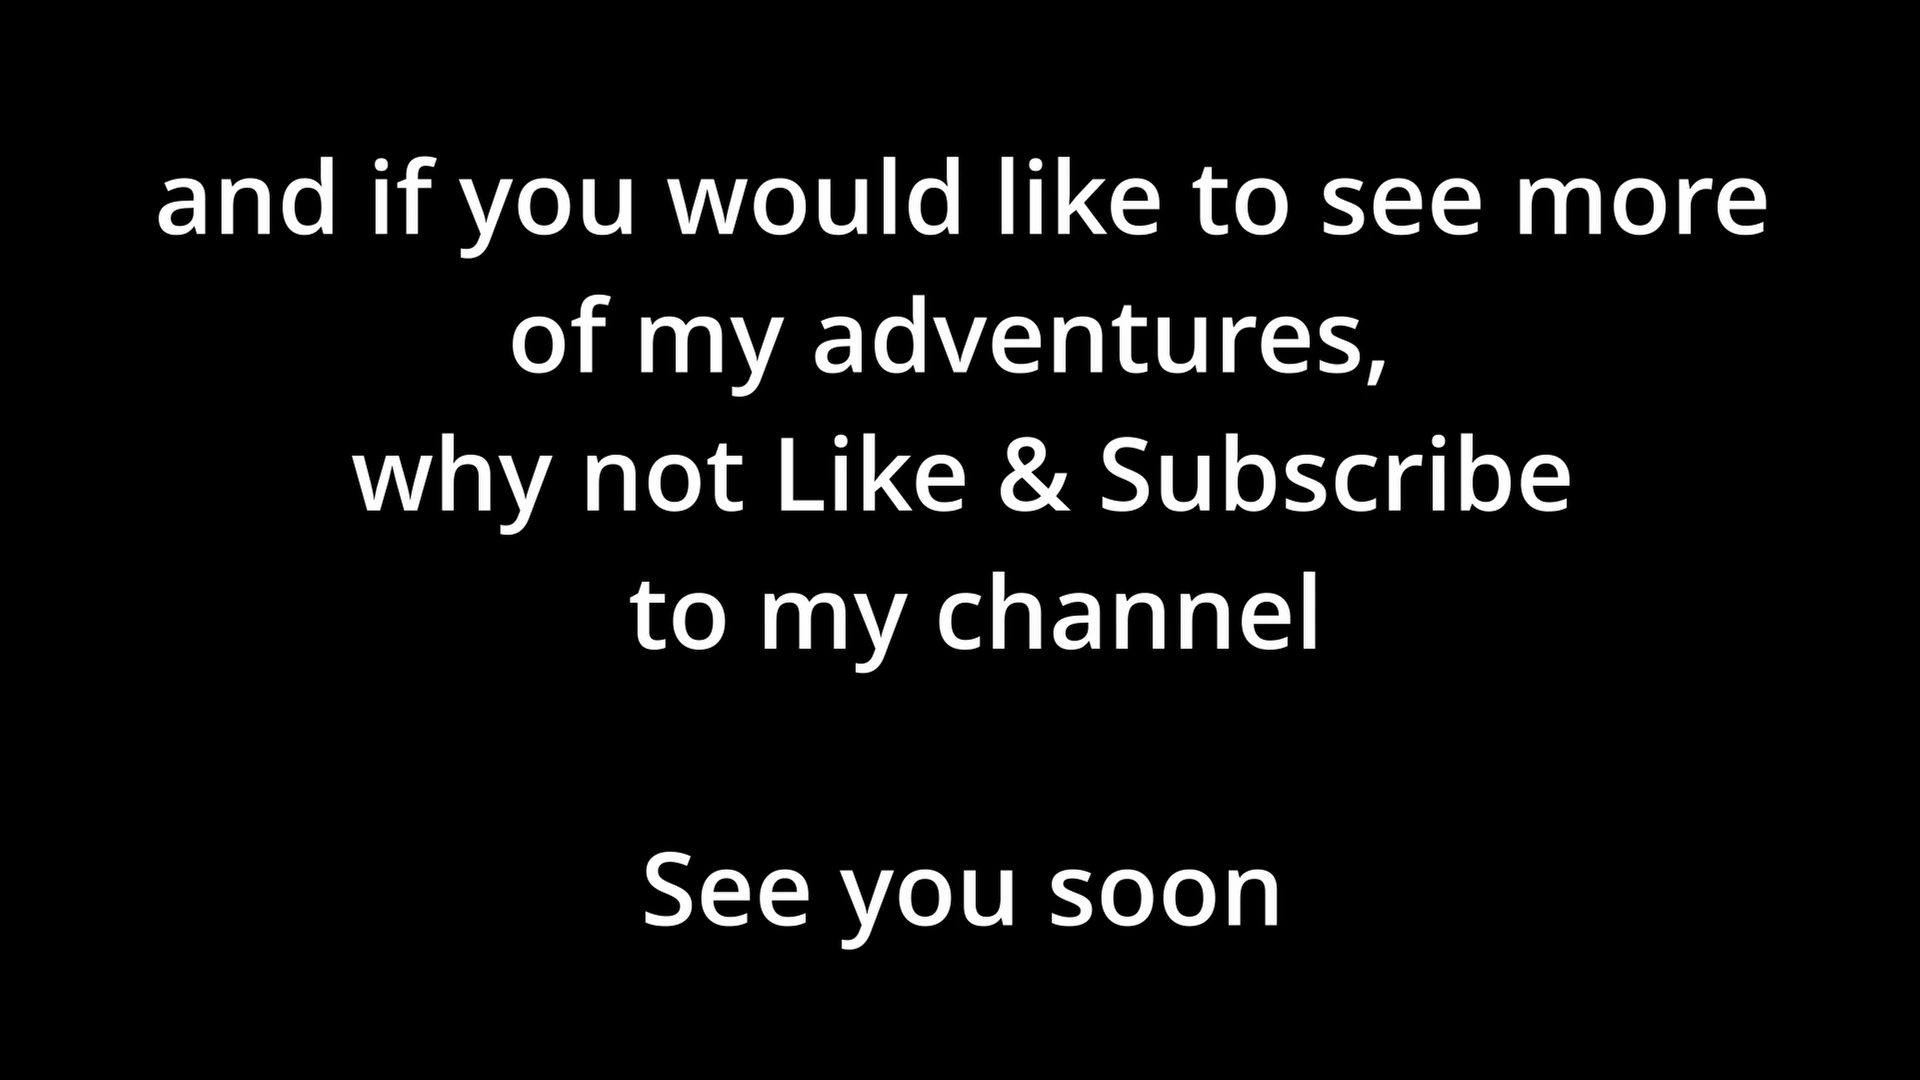 and if you would like to see more
of my adventures,
why not Like & Subscribe
to my channel
See you soon